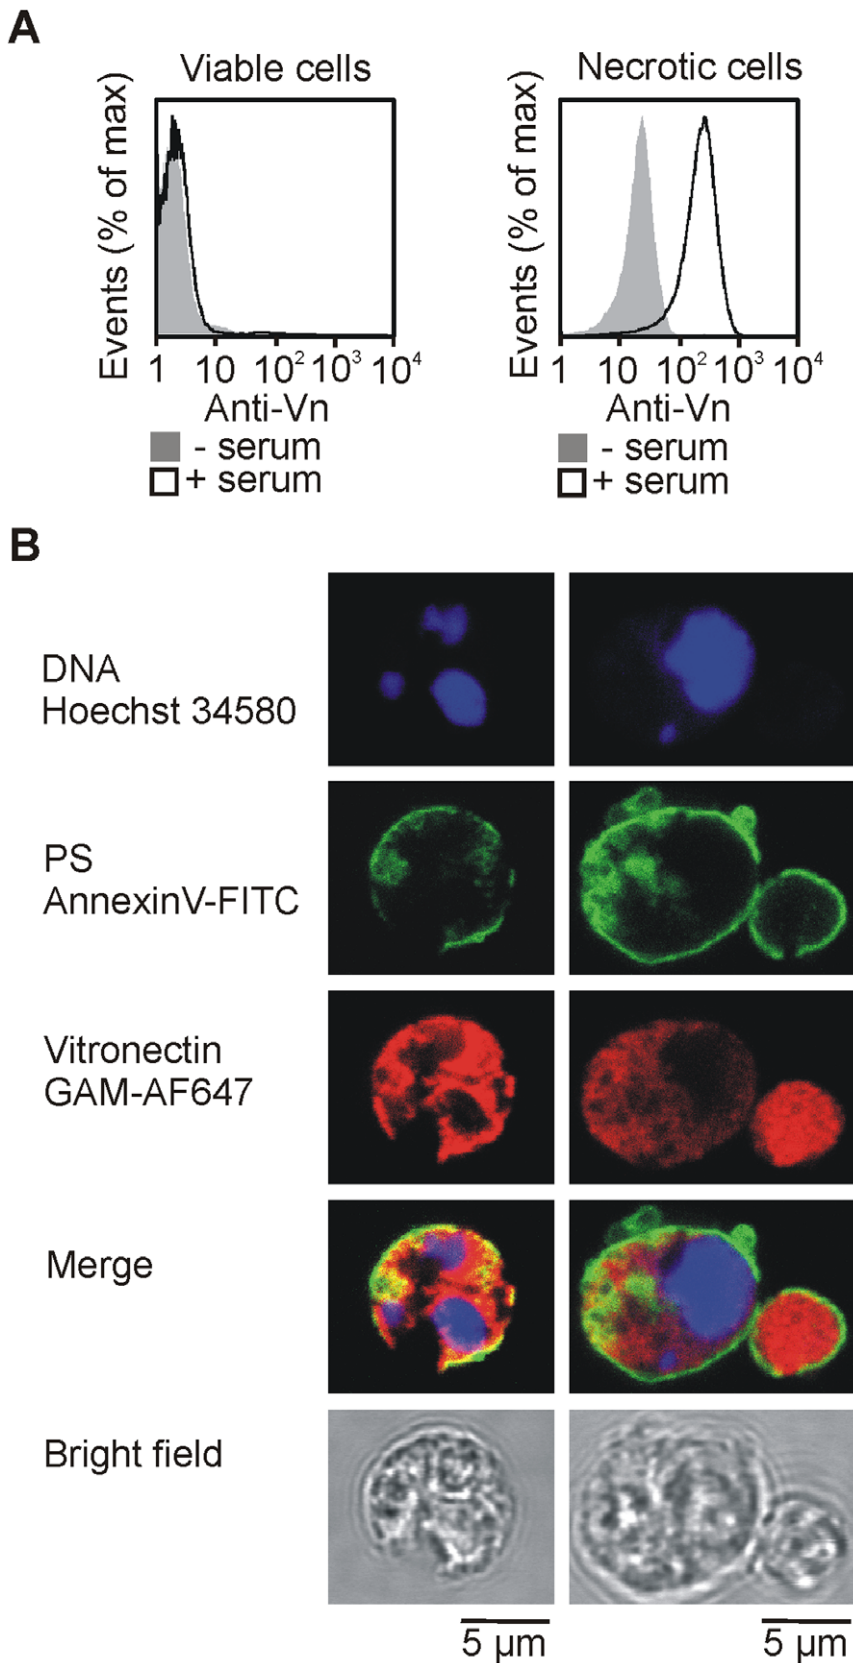 A
Viable cells
Events (% of max)
1 10 10² 10³ 10⁴
Anti-Vn
- serum
+ serum
Necrotic cells
Events (% of max)
1 10 10² 10³ 10⁴
Anti-Vn
- serum
+ serum
B
DNA
Hoechst 34580
PS
AnnexinV-FITC
Vitronectin
GAM-AF647
Merge
Bright field
5 µm
5 µm